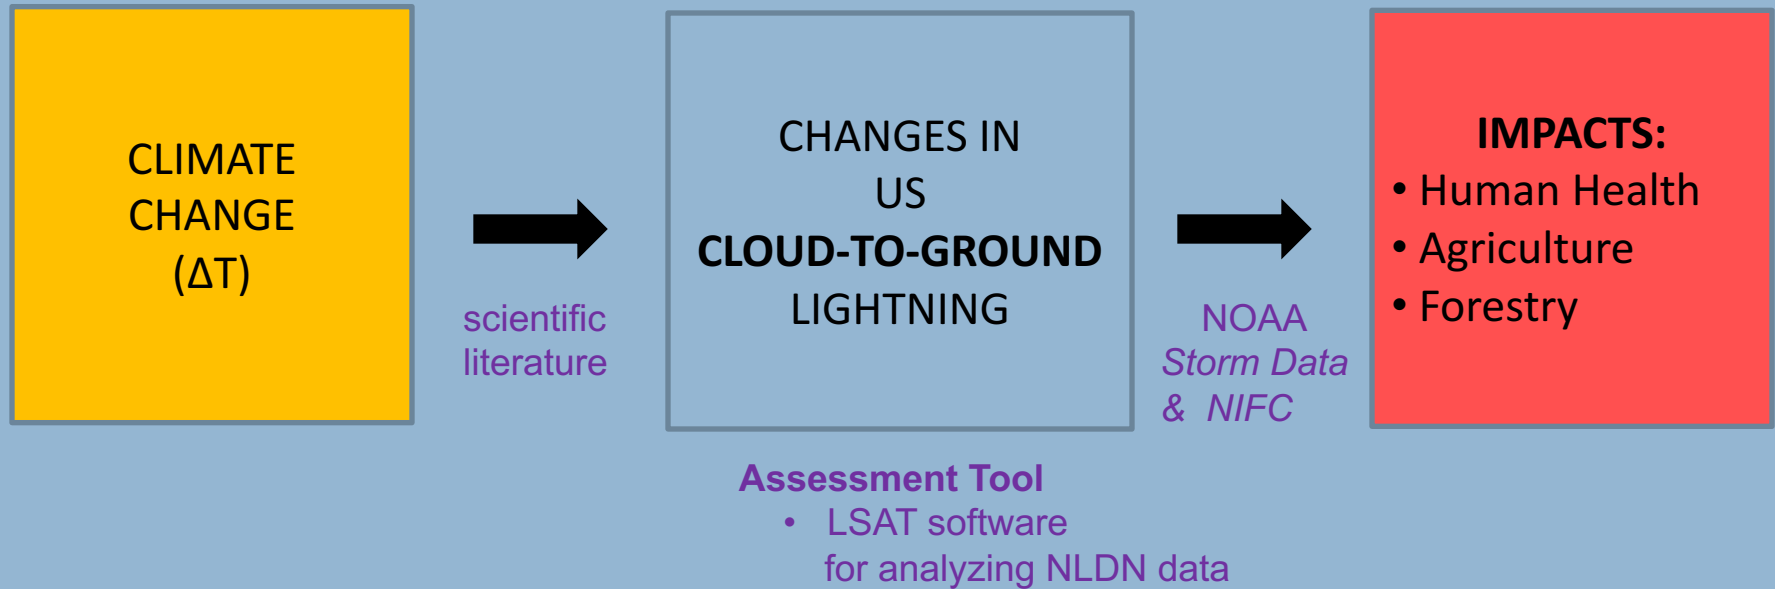 CLIMATE
CHANGE
(ΔT)
scientific
literature
CHANGES IN
US
CLOUD-TO-GROUND
LIGHTNING
NOAA
Storm Data
& NIFC
IMPACTS:
• Human Health
• Agriculture
• Forestry
Assessment Tool
• LSAT software
for analyzing NLDN data